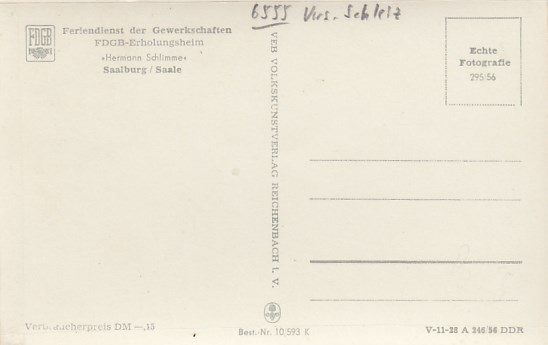 6555 Krs. Schleiz
FDGB
Feriendienst der Gewerkschaften
FDGB-Erholungsheim
»Hermann Schlimme«
Saalburg / Saale
VEB VOLKSKUNSTVERLAG REICHENBACH i. V.
Echte
Fotografie
295/56
Verbraucherpreis DM —,13
Best.-Nr. 10 593 K
V-11-28 A 246/56 DDR